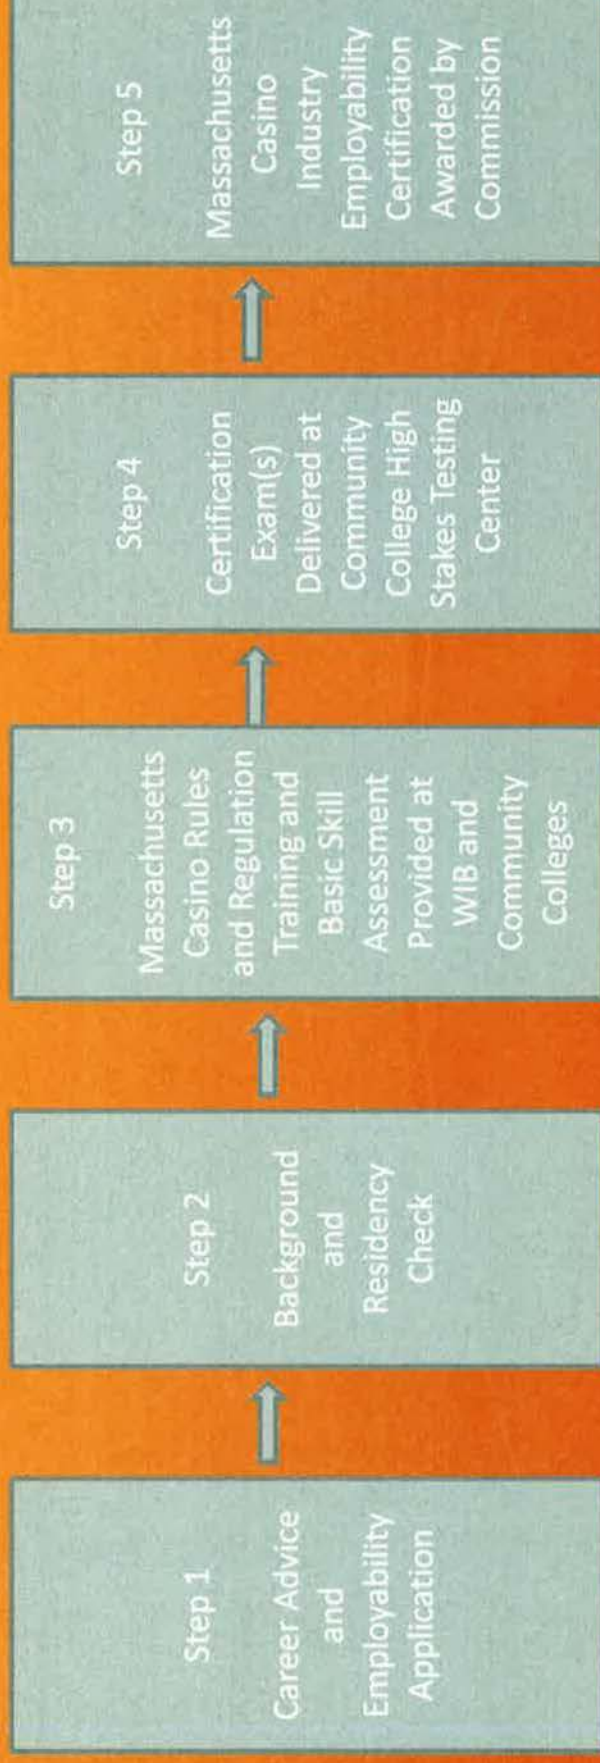 Step 1
Career Advice
and
Employability
Application
Step 2
Background
and
Residency
Check
Step 3
Massachusetts
Casino Rules
and Regulation
Training and
Basic Skill
Assessment
Provided at
WIB and
Community
Colleges
Step 4
Certification
Exam(s)
Delivered at
Community
College High
Stakes Testing
Center
Step 5
Massachusetts
Casino
Industry
Employability
Certification
Awarded by
Commission